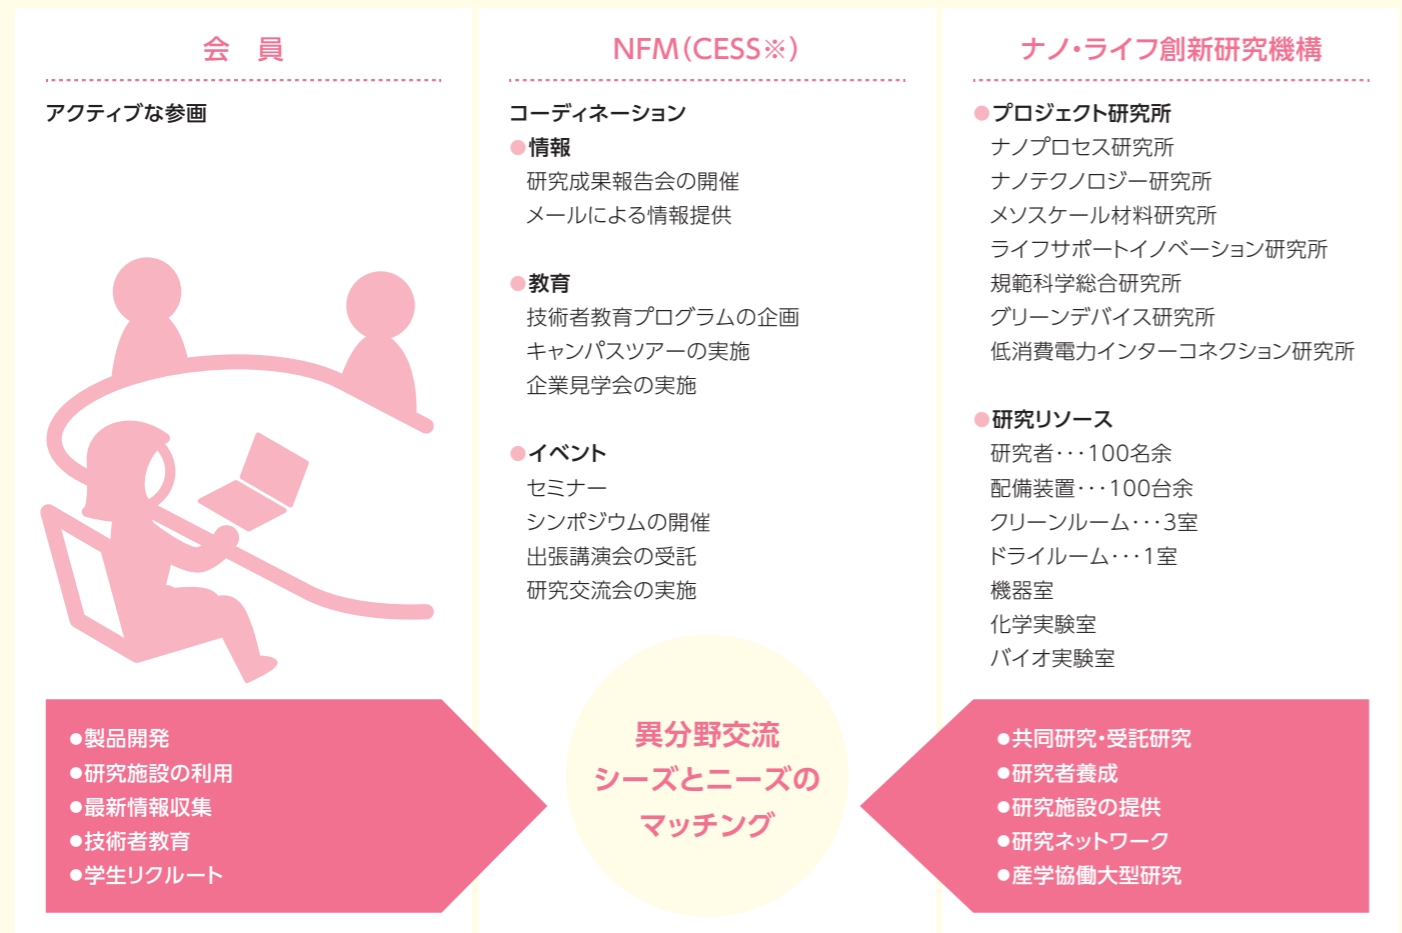 会　員
アクティブな参画
●製品開発
●研究施設の利用
●最新情報収集
●技術者教育
●学生リクルート
NFM（CESS※）
コーディネーション
●情報
研究成果報告会の開催
メールによる情報提供
●教育
技術者教育プログラムの企画
キャンパスツアーの実施
企業見学会の実施
●イベント
セミナー
シンポジウムの開催
出張講演会の受託
研究交流会の実施
異分野交流
シーズとニーズの
マッチング
ナノ・ライフ創新研究機構
●プロジェクト研究所
ナノプロセス研究所
ナノテクノロジー研究所
メソスケール材料研究所
ライフサポートイノベーション研究所
規範科学総合研究所
グリーンデバイス研究所
低消費電力インターコネクション研究所
●研究リソース
研究者･･･100名余
配備装置･･･100台余
クリーンルーム･･･3室
ドライルーム･･･1室
機器室
化学実験室
バイオ実験室
●共同研究・受託研究
●研究者養成
●研究施設の提供
●研究ネットワーク
●産学協働大型研究